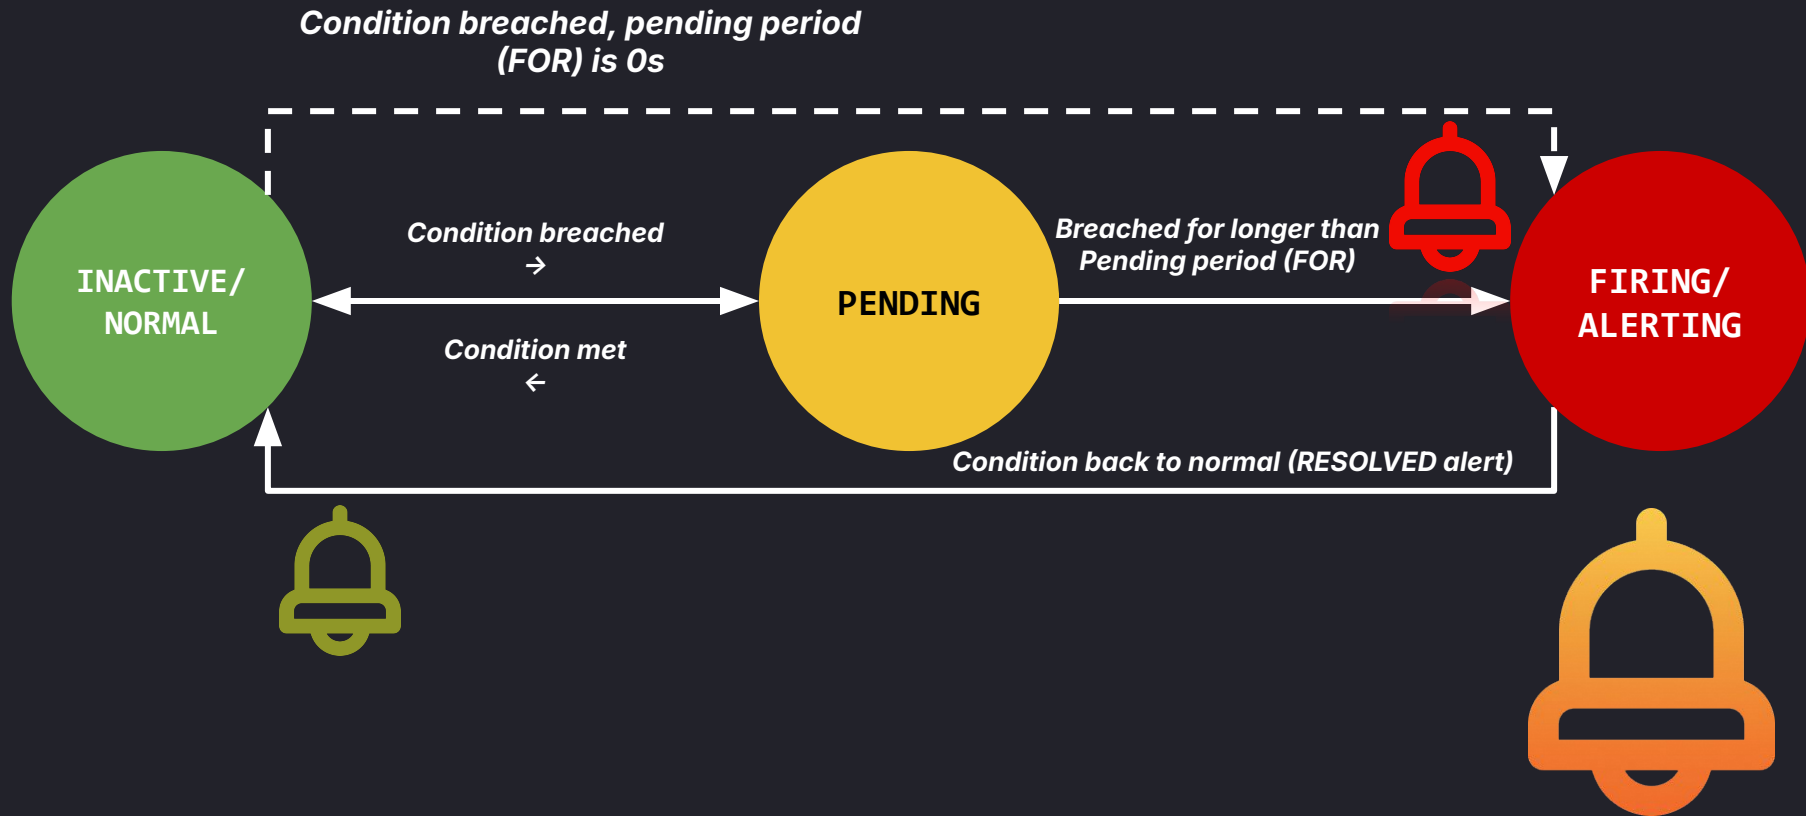 Condition breached, pending period
(FOR) is 0s
Condition breached
→
Breached for longer than
Pending period (FOR)
INACTIVE/
NORMAL
PENDING
FIRING/
ALERTING
Condition met
←
Condition back to normal (RESOLVED alert)